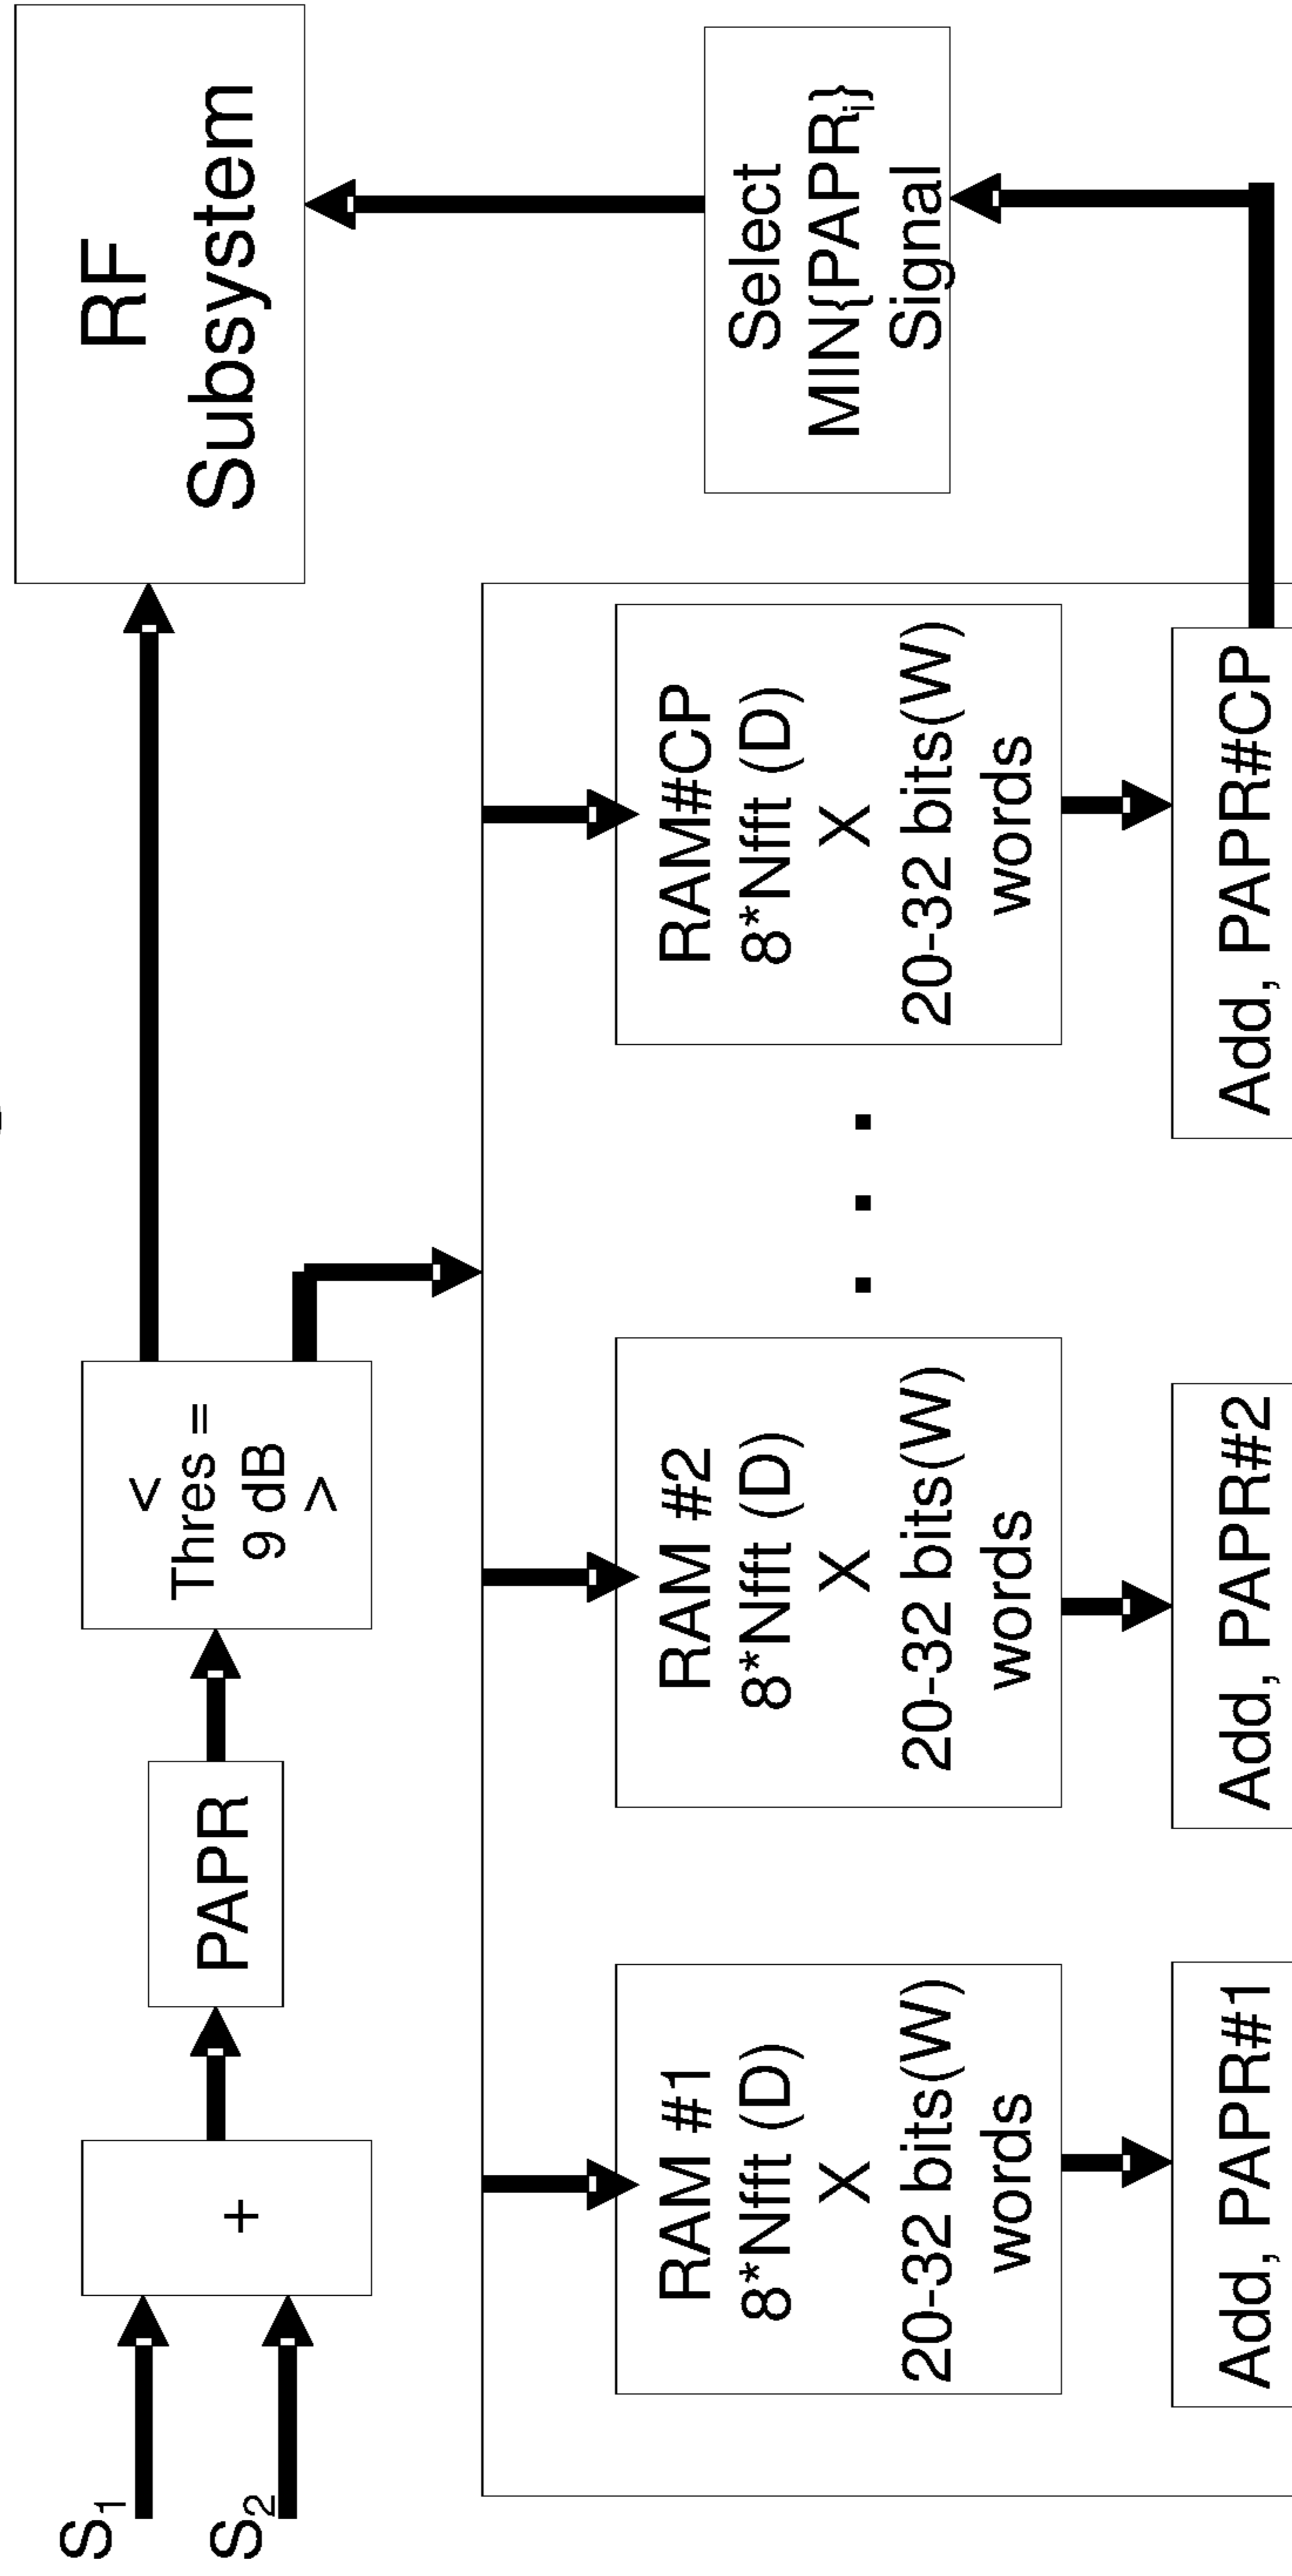 S1
S2
+
PAPR
<
Thres =
9 dB
>
RF
Subsystem
RAM #1
8*Nfft (D)
X
20-32 bits(W)
words
RAM #2
8*Nfft (D)
X
20-32 bits(W)
words
. . .
RAM#CP
8*Nfft (D)
X
20-32 bits(W)
words
Select
MIN{PAPRi}
Signal
Add, PAPR#1
Add, PAPR#2
Add, PAPR#CP